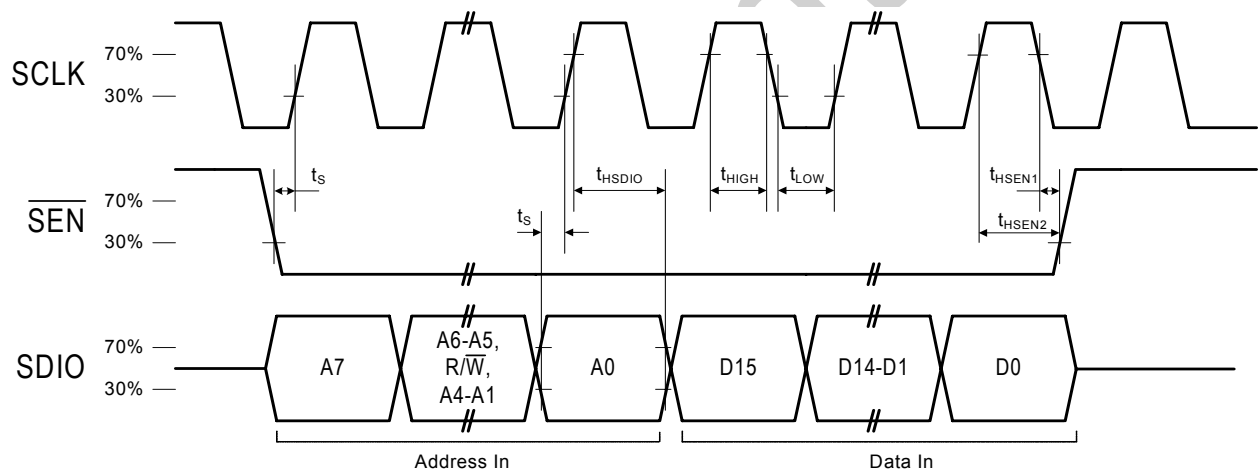 SCLK
70%
30%
tS
tHSDIO
tHIGH
tLOW
tHSEN1
tHSEN2
tS
SEN
70%
30%
SDIO
70%
30%
A7
A6-A5,
R/W,
A4-A1
A0
D15
D14-D1
D0
Address In
Data In